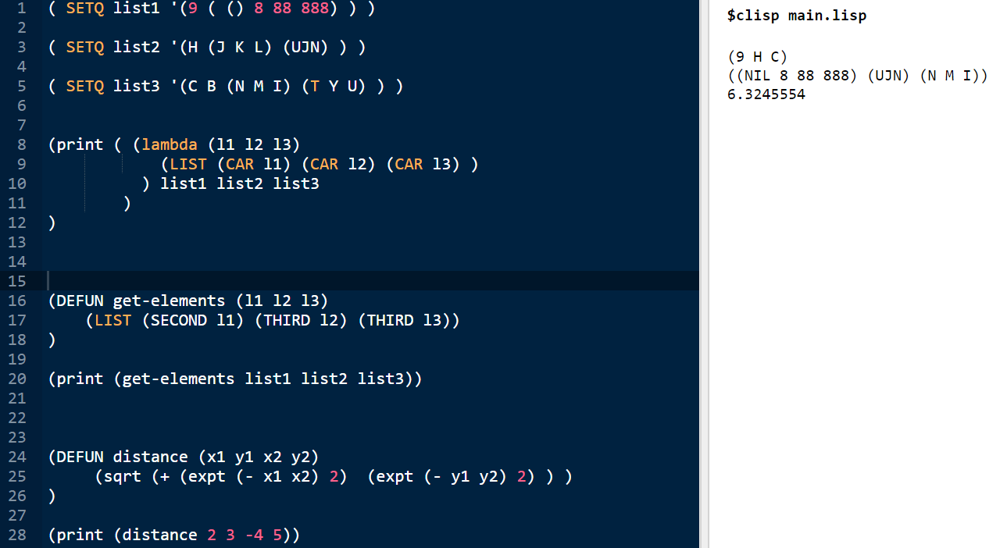 1 ( SETQ list1 '(9 ( () 8 88 888) ) )
2
3 ( SETQ list2 '(H (J K L) (UJN) ) )
4
5 ( SETQ list3 '(C B (N M I) (T Y U) ) )
6
7
8 (print ( (lambda (l1 l2 l3)
9 (LIST (CAR l1) (CAR l2) (CAR l3) )
10 ) list1 list2 list3
11 )
12 )
13
14
15
16 (DEFUN get-elements (l1 l2 l3)
17 (LIST (SECOND l1) (THIRD l2) (THIRD l3))
18 )
19
20 (print (get-elements list1 list2 list3))
21
22
23
24 (DEFUN distance (x1 y1 x2 y2)
25 (sqrt (+ (expt (- x1 x2) 2) (expt (- y1 y2) 2) ) )
26 )
27
28 (print (distance 2 3 -4 5))
$clisp main.lisp
(9 H C)
((NIL 8 88 888) (UJN) (N M I))
6.3245554